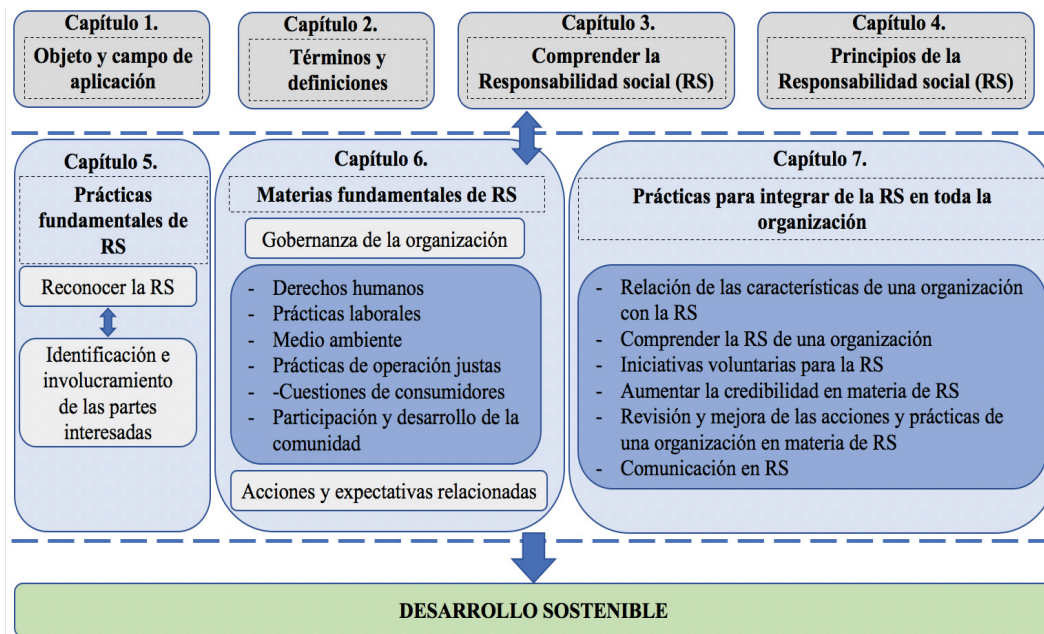 Capítulo 1.
Objeto y campo de
aplicación
Capítulo 2.
Términos y
definiciones
Capítulo 3.
Comprender la
Responsabilidad social (RS)
Capítulo 4.
Principios de la
Responsabilidad social (RS)
Capítulo 5.
Prácticas
fundamentales de
RS
Reconocer la RS
Identificación e
involucramiento
de las partes
interesadas
Capítulo 6.
Materias fundamentales de RS
Gobernanza de la organización
- Derechos humanos
- Prácticas laborales
- Medio ambiente
- Prácticas de operación justas
- -Cuestiones de consumidores
- Participación y desarrollo de la
comunidad
Acciones y expectativas relacionadas
Capítulo 7.
Prácticas para integrar de la RS en toda la
organización
- Relación de las características de una organización
con la RS
- Comprender la RS de una organización
- Iniciativas voluntarias para la RS
- Aumentar la credibilidad en materia de RS
- Revisión y mejora de las acciones y prácticas de
una organización en materia de RS
- Comunicación en RS
DESARROLLO SOSTENIBLE